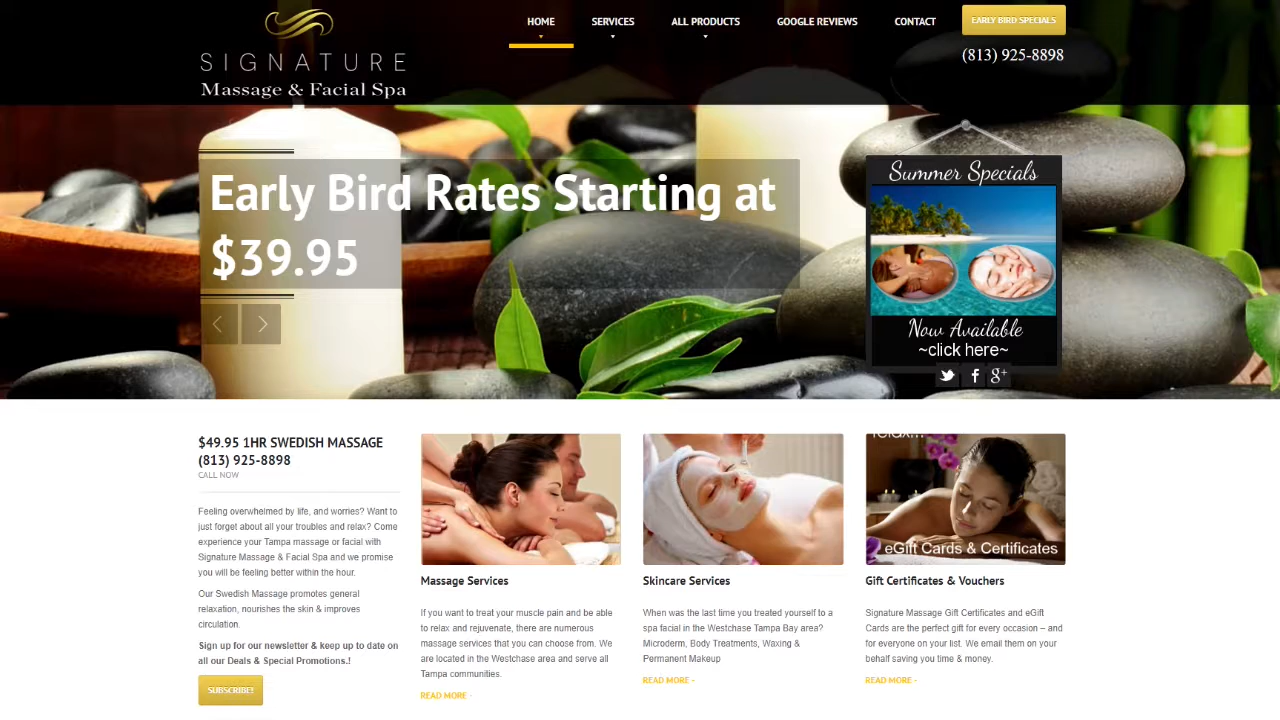 SIGNATURE
Massage & Facial Spa
HOME
SERVICES
ALL PRODUCTS
GOOGLE REVIEWS
CONTACT
EARLY BIRD SPECIALS
(813) 925-8898
Early Bird Rates Starting at
$39.95
Summer Specials
Now Available
~click here~
g+
$49.95 1HR SWEDISH MASSAGE
(813) 925-8898
CALL NOW
Feeling overwhelmed by life, and worries? Want to
just forget about all your troubles and relax? Come
experience your Tampa massage or facial with
Signature Massage & Facial Spa and we promise
you will be feeling better within the hour.
Our Swedish Massage promotes general
relaxation, nourishes the skin & improves
circulation.
Sign up for our newsletter & keep up to date on
all our Deals & Special Promotions.!
SUBSCRIBE!
Massage Services
If you want to treat your muscle pain and be able
to relax and rejuvenate, there are numerous
massage services that you can choose from. We
are located in the Westchase area and serve all
Tampa communities.
READ MORE -
Skincare Services
When was the last time you treated yourself to a
spa facial in the Westchase Tampa Bay area?
Microderm, Body Treatments, Waxing &
Permanent Makeup
READ MORE -
relax...
eGift Cards & Certificates
Gift Certificates & Vouchers
Signature Massage Gift Certificates and eGift
Cards are the perfect gift for every occasion – and
for everyone on your list. We email them on your
behalf saving you time & money.
READ MORE -